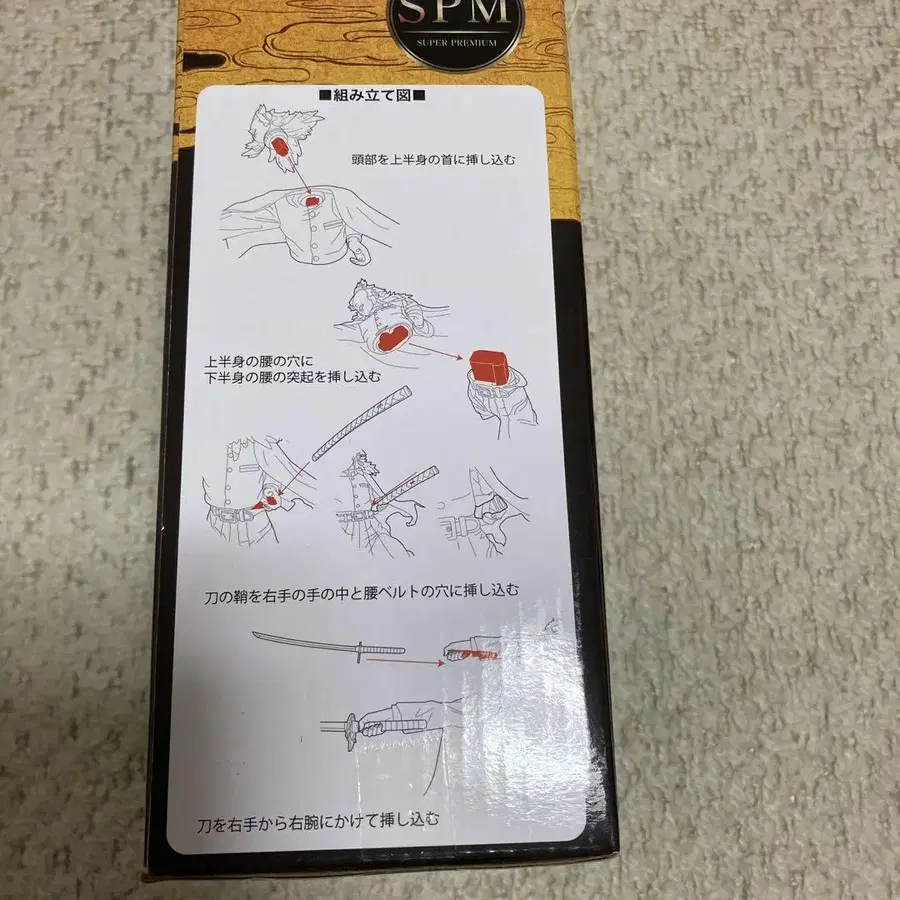 SPM
SUPER PREMIUM
■組み立て図■
頭部を上半身の首に挿し込む
上半身の腰の穴に
下半身の腰の突起を挿し込む
刀の鞘を右手の手の中と腰ベルトの穴に挿し込む
刀を右手から右腕にかけて挿し込む